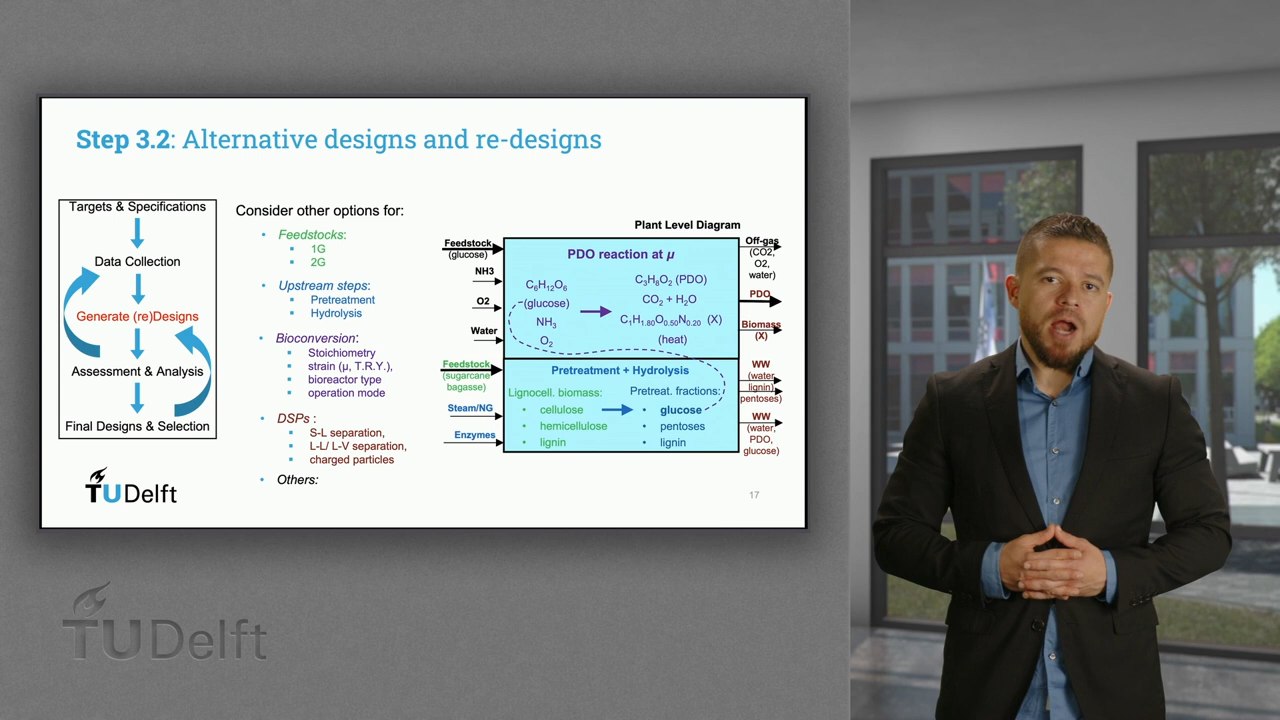 Step 3.2: Alternative designs and re-designs
Targets & Specifications
Data Collection
Generate (re)Designs
Assessment & Analysis
Final Designs & Selection
TUDelft
Consider other options for:
• Feedstocks:
▪ 1G
▪ 2G
• Upstream steps:
▪ Pretreatment
▪ Hydrolysis
• Bioconversion:
▪ Stoichiometry
▪ strain (μ, T.R.Y.),
▪ bioreactor type
▪ operation mode
• DSPs :
▪ S-L separation,
▪ L-L/ L-V separation,
▪ charged particles
• Others:
Plant Level Diagram
Feedstock
(glucose)
NH3
O2
Water
Feedstock
(sugarcane
bagasse)
Steam/NG
Enzymes
PDO reaction at μ
C₆H₁₂O₆
(glucose)
NH₃
O₂
C₃H₈O₂ (PDO)
CO₂ + H₂O
C₁H₁.₈₀O₀.₅₀N₀.₂₀ (X)
(heat)
Pretreatment + Hydrolysis
Lignocell. biomass:
• cellulose
• hemicellulose
• lignin
Pretreat. fractions:
• glucose
• pentoses
• lignin
Off-gas
(CO2,
O2,
water)
PDO
Biomass
(X)
WW
(water,
lignin)
pentoses)
WW
(water,
PDO,
glucose)
17
TUDelft